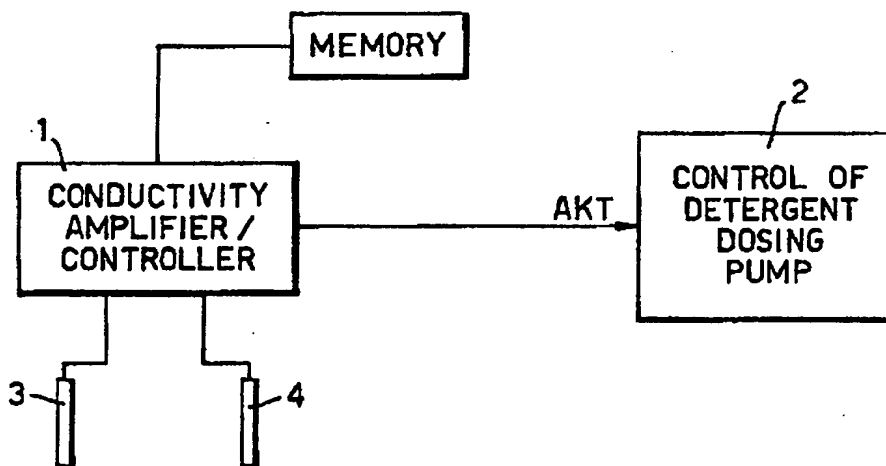 MEMORY
1
CONDUCTIVITY
AMPLIFIER /
CONTROLLER
AKT
2
CONTROL OF
DETERGENT
DOSING
PUMP
3
4